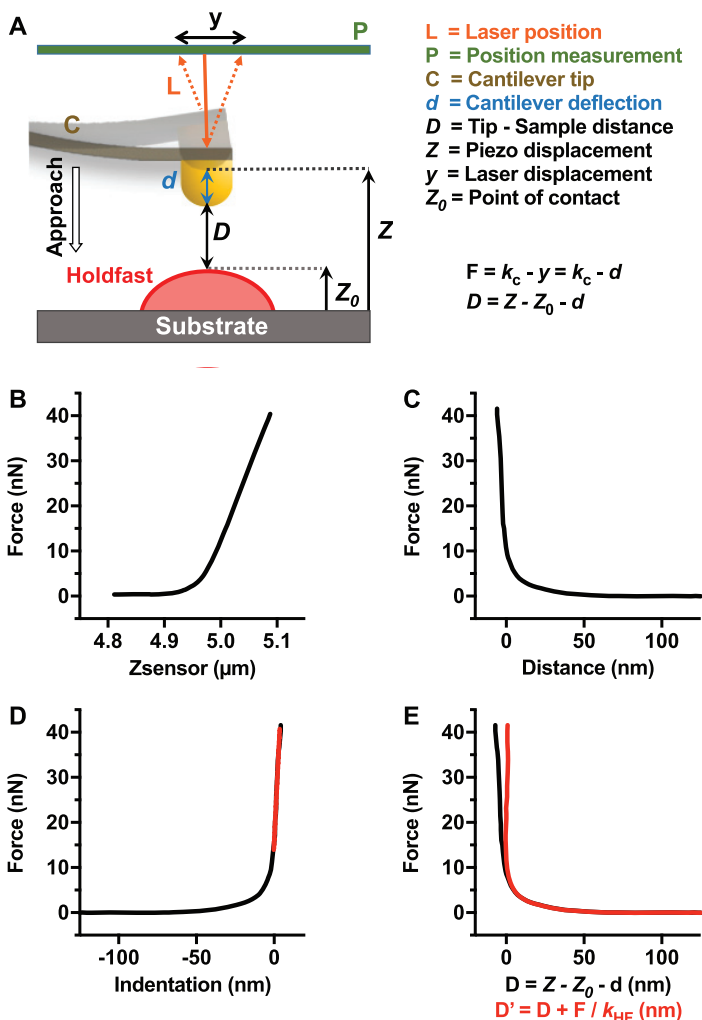 A
y
P
L
C
d
D
Z
Approach
Holdfast
Z0
Substrate
L = Laser position
P = Position measurement
C = Cantilever tip
d = Cantilever deflection
D = Tip - Sample distance
Z = Piezo displacement
y = Laser displacement
Z0 = Point of contact
F = kc - y = kc - d
D = Z - Z0 - d
B
Force (nN)
40
30
20
10
0
4.8 4.9 5.0 5.1
Zsensor (µm)
C
Force (nN)
40
30
20
10
0
0 50 100
Distance (nm)
D
Force (nN)
40
30
20
10
0
-100 -50 0
Indentation (nm)
E
Force (nN)
40
30
20
10
0
0 50 100
D = Z - Z0 - d (nm)
D' = D + F / kHF (nm)